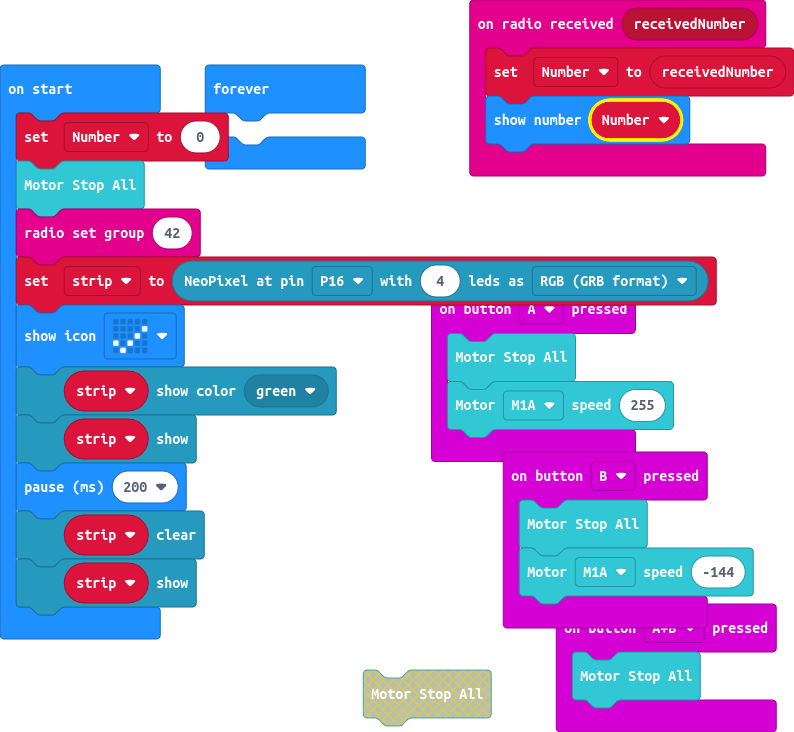 on start
set Number to 0
Motor Stop All
radio set group 42
set strip to NeoPixel at pin P16 with 4 leds as RGB (GRB format)
show icon
strip show color green
strip show
pause (ms) 200
strip clear
strip show
forever
on radio received receivedNumber
set Number to receivedNumber
show number Number
on button A pressed
Motor Stop All
Motor M1A speed 255
on button B pressed
Motor Stop All
Motor M1A speed -144
on button A+B pressed
Motor Stop All
Motor Stop All